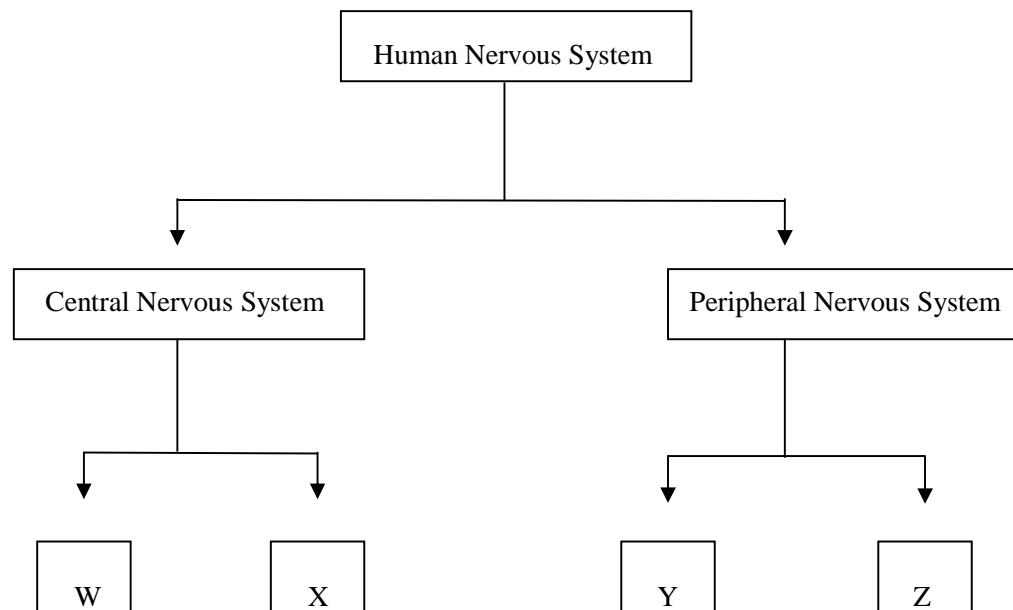 Human Nervous System
Central Nervous System
Peripheral Nervous System
W
X
Y
Z